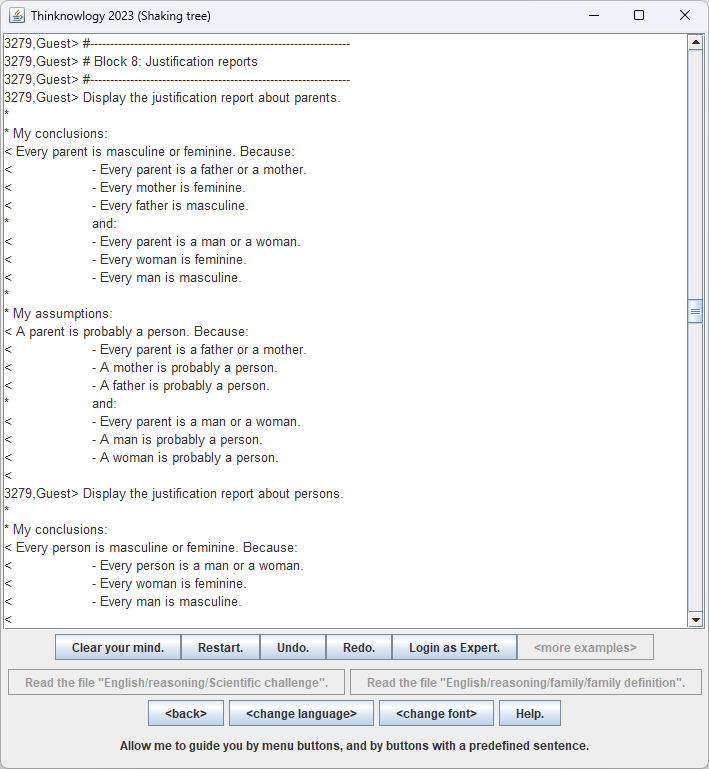 Thinknowlogy 2023 (Shaking tree)
3279,Guest> #-----------------------------------------------------------------
3279,Guest> # Block 8: Justification reports
3279,Guest> #-----------------------------------------------------------------
3279,Guest> Display the justification report about parents.
*
* My conclusions:
< Every parent is masculine or feminine. Because:
< - Every parent is a father or a mother.
< - Every mother is feminine.
< - Every father is masculine.
* and:
< - Every parent is a man or a woman.
< - Every woman is feminine.
< - Every man is masculine.
*
* My assumptions:
< A parent is probably a person. Because:
< - Every parent is a father or a mother.
< - A mother is probably a person.
< - A father is probably a person.
* and:
< - Every parent is a man or a woman.
< - A man is probably a person.
< - A woman is probably a person.
<
3279,Guest> Display the justification report about persons.
*
* My conclusions:
< Every person is masculine or feminine. Because:
< - Every person is a man or a woman.
< - Every woman is feminine.
< - Every man is masculine.
<
Clear your mind. Restart. Undo. Redo. Login as Expert. <more examples>
Read the file "English/reasoning/Scientific challenge". Read the file "English/reasoning/family/family definition".
<back> <change language> <change font> Help.
Allow me to guide you by menu buttons, and by buttons with a predefined sentence.